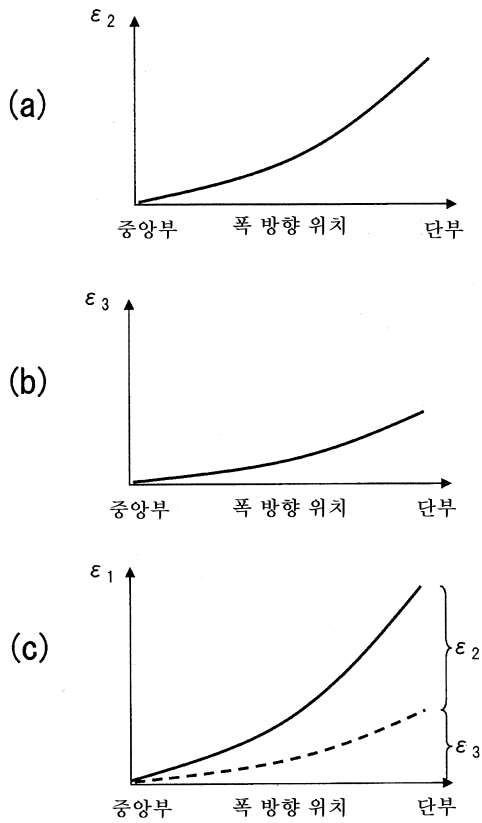 ε2
(a)
중앙부 폭 방향 위치 단부
ε3
(b)
중앙부 폭 방향 위치 단부
ε1
(c)
ε2
ε3
중앙부 폭 방향 위치 단부